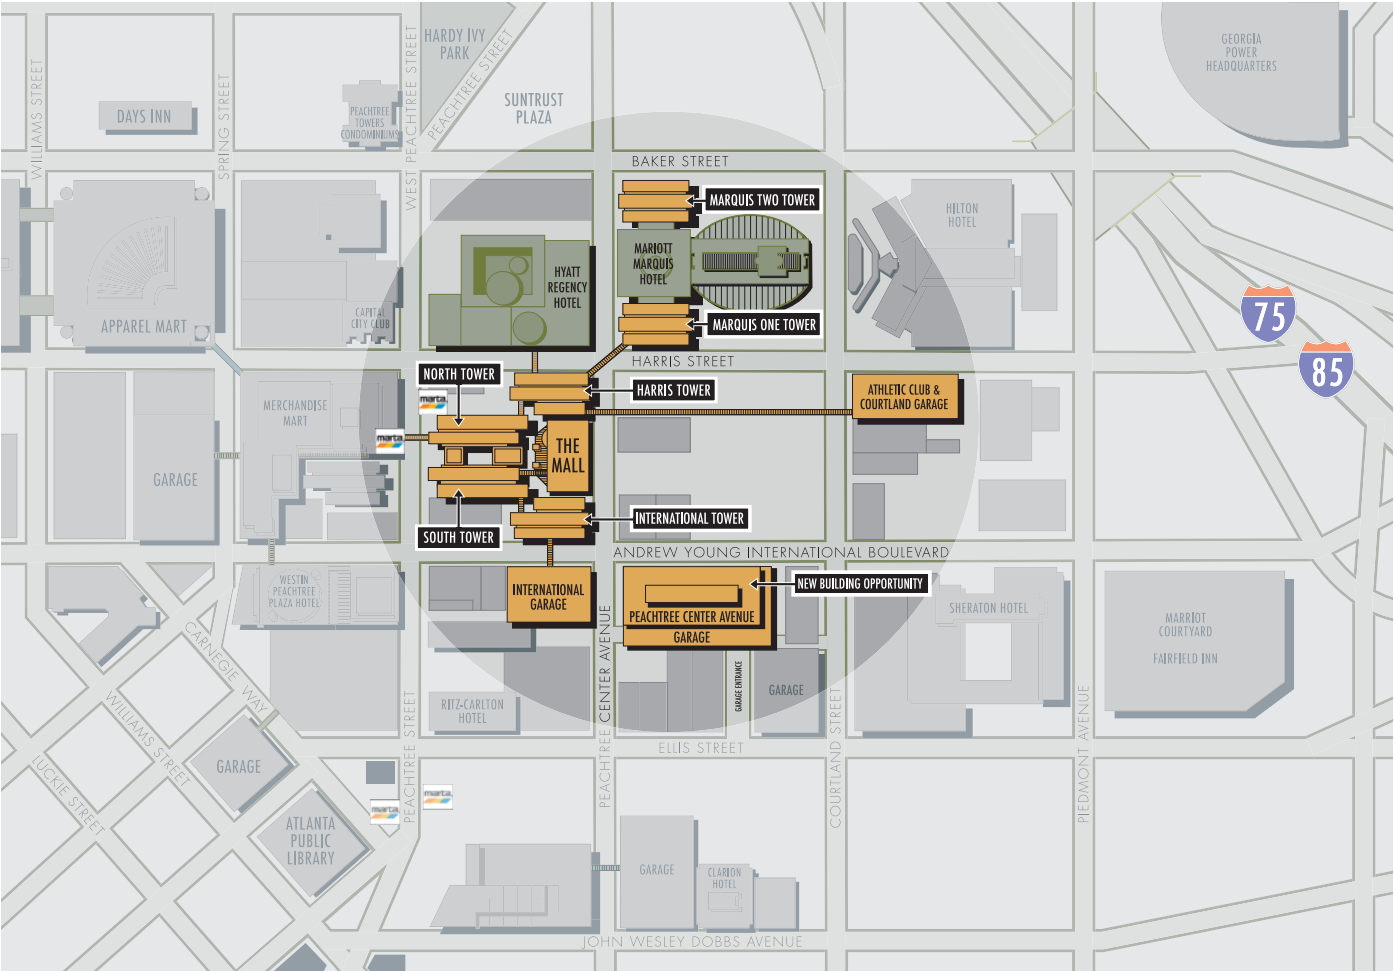 HARDY IVY
PARK
PEACHTREE STREET
WEST PEACHTREE STREET
SPRING STREET
WILLIAMS STREET
DAYS INN
PEACHTREE
TOWERS
CONDOMINIUMS
SUNTRUST
PLAZA
GEORGIA
POWER
HEADQUARTERS
BAKER STREET
MARQUIS TWO TOWER
HILTON
HOTEL
MARIOTT
MARQUIS
HOTEL
HYATT
REGENCY
HOTEL
75
85
APPAREL MART
CAPITAL
CITY CLUB
MARQUIS ONE TOWER
HARRIS STREET
NORTH TOWER
HARRIS TOWER
ATHLETIC CLUB &
COURTLAND GARAGE
marta
marta
MERCHANDISE
MART
THE
MALL
GARAGE
INTERNATIONAL TOWER
SOUTH TOWER
ANDREW YOUNG INTERNATIONAL BOULEVARD
WESTIN
PEACHTREE
PLAZA HOTEL
INTERNATIONAL
GARAGE
NEW BUILDING OPPORTUNITY
PEACHTREE CENTER AVENUE
GARAGE
SHERATON HOTEL
MARRIOT
COURTYARD
FAIRFIELD INN
CARNEGIE WAY
WILLIAMS STREET
LUCKIE STREET
PEACHTREE STREET
PEACHTREE CENTER AVENUE
GARAGE ENTRANCE
GARAGE
COURTLAND STREET
PIEDMONT AVENUE
RITZ-CARLTON
HOTEL
ELLIS STREET
GARAGE
marta
marta
ATLANTA
PUBLIC
LIBRARY
GARAGE
CLARION
HOTEL
JOHN WESLEY DOBBS AVENUE